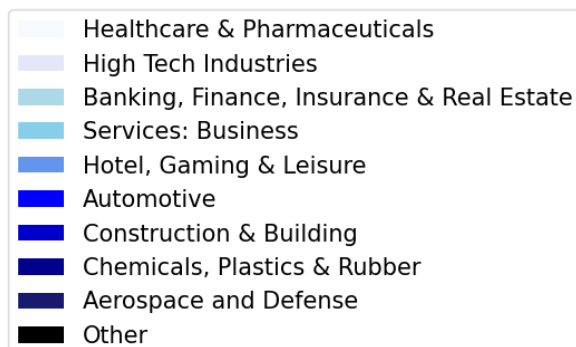 Healthcare & Pharmaceuticals
High Tech Industries
Banking, Finance, Insurance & Real Estate
Services: Business
Hotel, Gaming & Leisure
Automotive
Construction & Building
Chemicals, Plastics & Rubber
Aerospace and Defense
Other